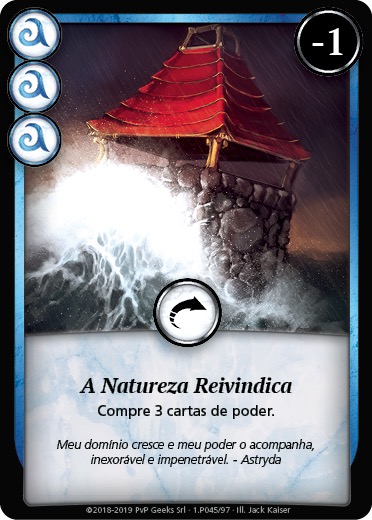 -1
A Natureza Reivindica
Compre 3 cartas de poder.
Meu domínio cresce e meu poder o acompanha,
inexorável e impenetrável. - Astryda
©2018-2019 PvP Geeks Srl · 1.P045/97 · Ill. Jack Kaiser